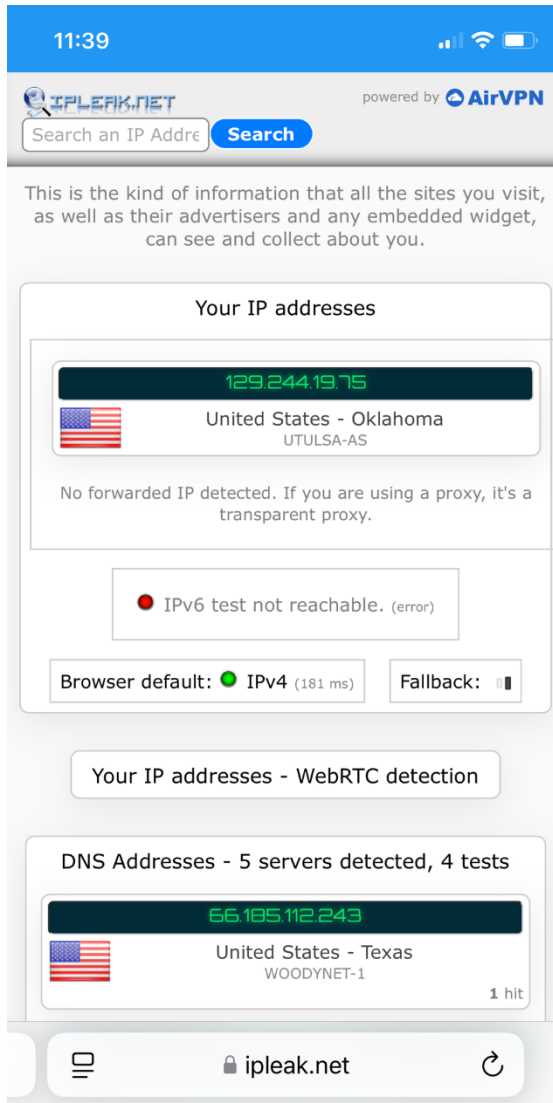 11:39
IPLEAK.NET
powered by AirVPN
Search an IP Addre
Search
This is the kind of information that all the sites you visit,
as well as their advertisers and any embedded widget,
can see and collect about you.
Your IP addresses
129.244.19.75
United States - Oklahoma
UTULSA-AS
No forwarded IP detected. If you are using a proxy, it's a
transparent proxy.
IPv6 test not reachable. (error)
Browser default: IPv4 (181 ms)
Fallback:
Your IP addresses - WebRTC detection
DNS Addresses - 5 servers detected, 4 tests
66.185.112.243
United States - Texas
WOODYNET-1
1 hit
ipleak.net